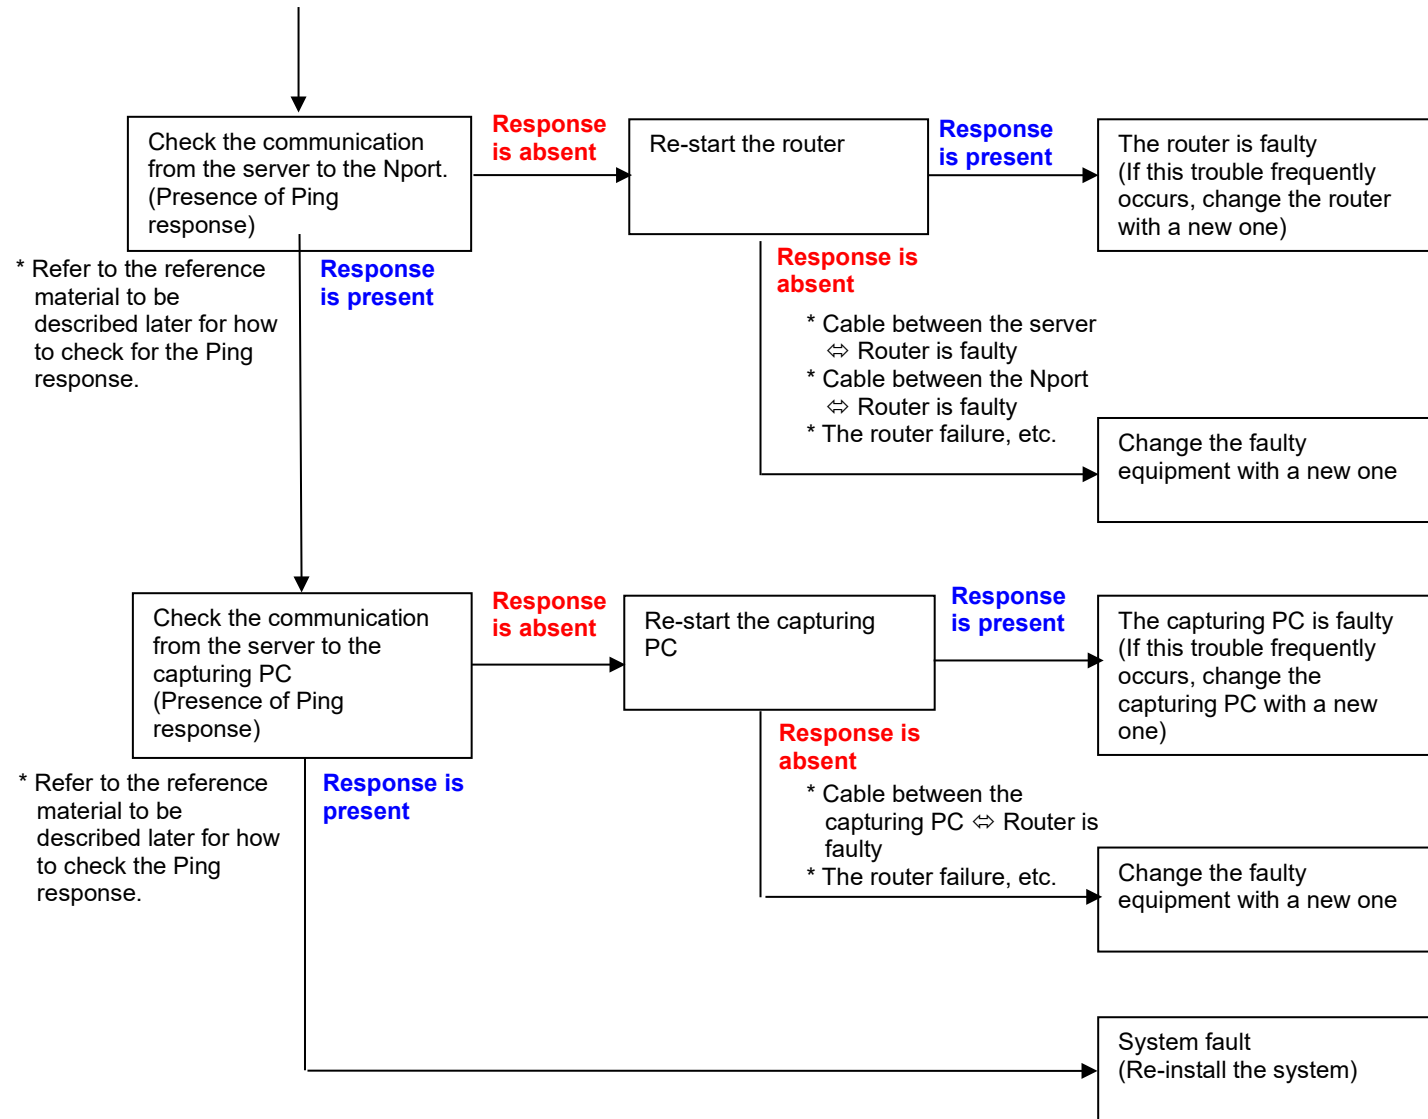 Check the communication
from the server to the Nport.
(Presence of Ping
response)
Response
is absent
Re-start the router
Response
is present
The router is faulty
(If this trouble frequently
occurs, change the router
with a new one)
* Refer to the reference
material to be
described later for how
to check for the Ping
response.
Response
is present
Response is
absent
* Cable between the server
⇔ Router is faulty
* Cable between the Nport
⇔ Router is faulty
* The router failure, etc.
Change the faulty
equipment with a new one
Check the communication
from the server to the
capturing PC
(Presence of Ping
response)
Response
is absent
Re-start the capturing
PC
Response
is present
The capturing PC is faulty
(If this trouble frequently
occurs, change the
capturing PC with a new
one)
* Refer to the reference
material to be
described later for how
to check the Ping
response.
Response is
present
Response is
absent
* Cable between the
capturing PC ⇔ Router is
faulty
* The router failure, etc.
Change the faulty
equipment with a new one
System fault
(Re-install the system)